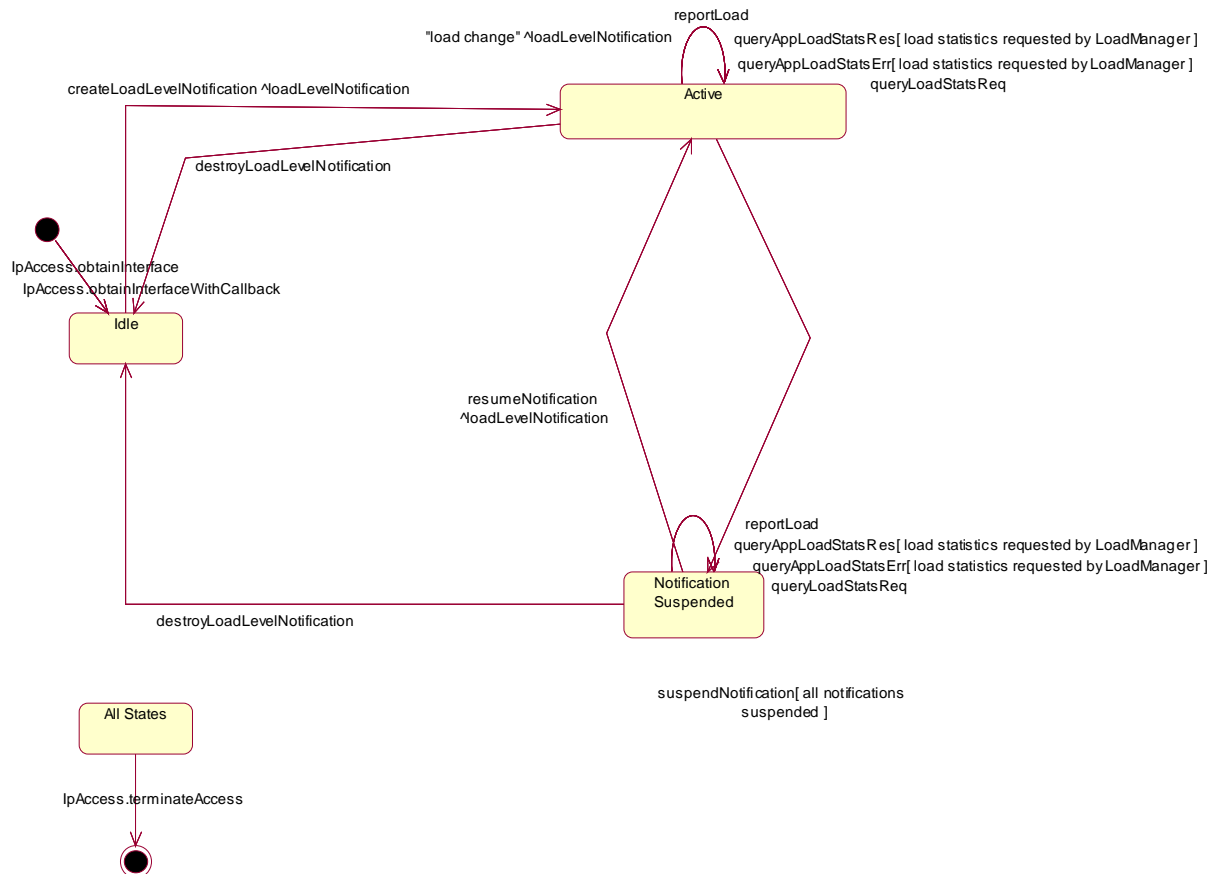 reportLoad
"load change" ^loadLevelNotification
queryAppLoadStatsRes[ load statistics requested by LoadManager ]
queryAppLoadStatsErr[ load statistics requested by LoadManager ]
queryLoadStatsReq
createLoadLevelNotification ^loadLevelNotification
Active
destroyLoadLevelNotification
IpAccess.obtainInterface
IpAccess.obtainInterfaceWithCallback
Idle
resumeNotification
^loadLevelNotification
reportLoad
queryAppLoadStatsRes[ load statistics requested by LoadManager ]
queryAppLoadStatsErr[ load statistics requested by LoadManager ]
queryLoadStatsReq
Notification
Suspended
destroyLoadLevelNotification
suspendNotification[ all notifications
suspended ]
All States
IpAccess.terminateAccess